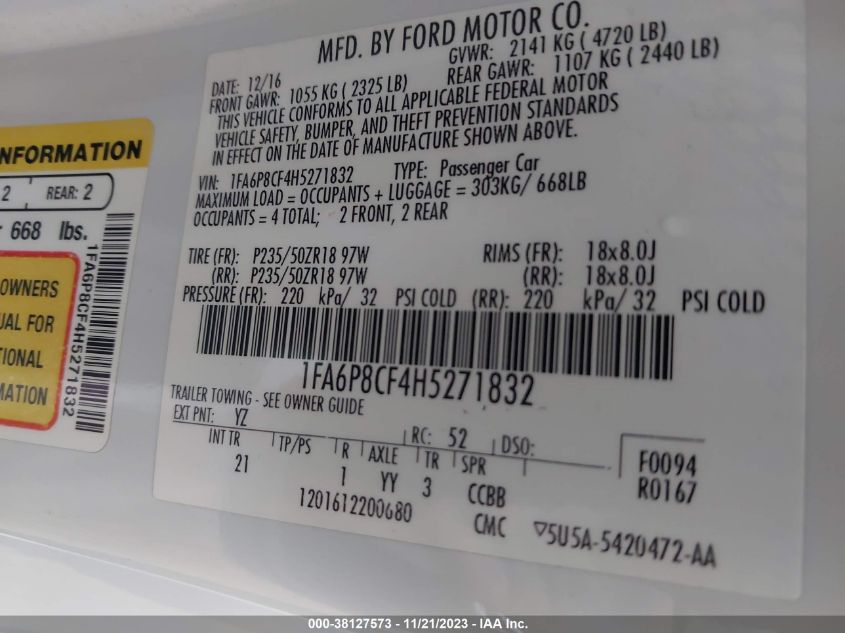 MFD. BY FORD MOTOR CO.
DATE: 12/16 GVWR: 2141 KG ( 4720 LB)
FRONT GAWR: 1055 KG ( 2325 LB) REAR GAWR: 1107 KG ( 2440 LB)
THIS VEHICLE CONFORMS TO ALL APPLICABLE FEDERAL MOTOR
VEHICLE SAFETY, BUMPER, AND THEFT PREVENTION STANDARDS
IN EFFECT ON THE DATE OF MANUFACTURE SHOWN ABOVE.
VIN: 1FA6P8CF4H5271832 TYPE: Passenger Car
MAXIMUM LOAD = OCCUPANTS + LUGGAGE = 303KG/ 668LB
OCCUPANTS = 4 TOTAL; 2 FRONT, 2 REAR
TIRE (FR): P235/50ZR18 97W RIMS (FR): 18x8.0J
(RR): P235/50ZR18 97W (RR): 18x8.0J
PRESSURE (FR): 220 kPa/ 32 PSI COLD (RR): 220 kPa/ 32 PSI COLD
1FA6P8CF4H5271832
TRAILER TOWING - SEE OWNER GUIDE
EXT PNT: YZ RC: 52 DSO:
INT TR TP/PS R AXLE TR SPR F0094
21 1 YY 3 CCBB R0167
1201612200680 CMC ▽5U5A-5420472-AA
NFORMATION
2 REAR: 2
668 lbs.
OWNERS
UAL FOR
TIONAL
MATION
1FA6P8CF4H5271832
000-38127573 — 11/21/2023 — IAA Inc.